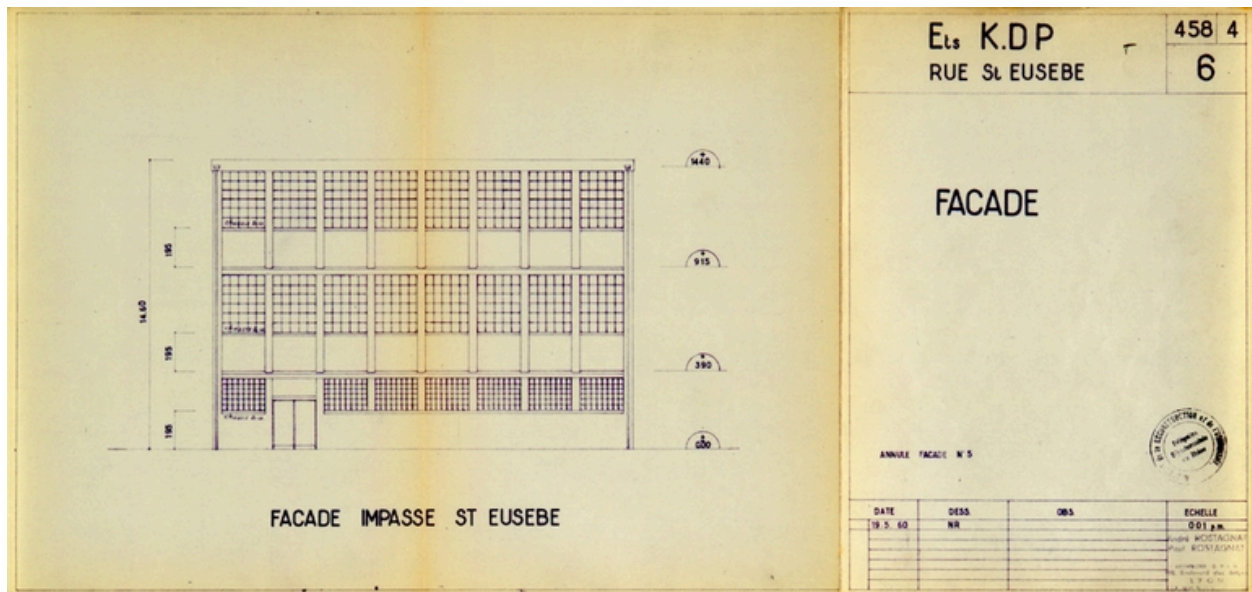 Ets K.D P
RUE St EUSEBE
458 4
6
FACADE
ANNULE FACADE N°5
DATE DESS. OBS. ECHELLE
19.5.60 NR 0.01 p.m.
André ROSTAGNAT
Paul ROSTAGNAT
LYON
1440
915
390
000
195
195
195
14.60
FACADE IMPASSE ST EUSEBE